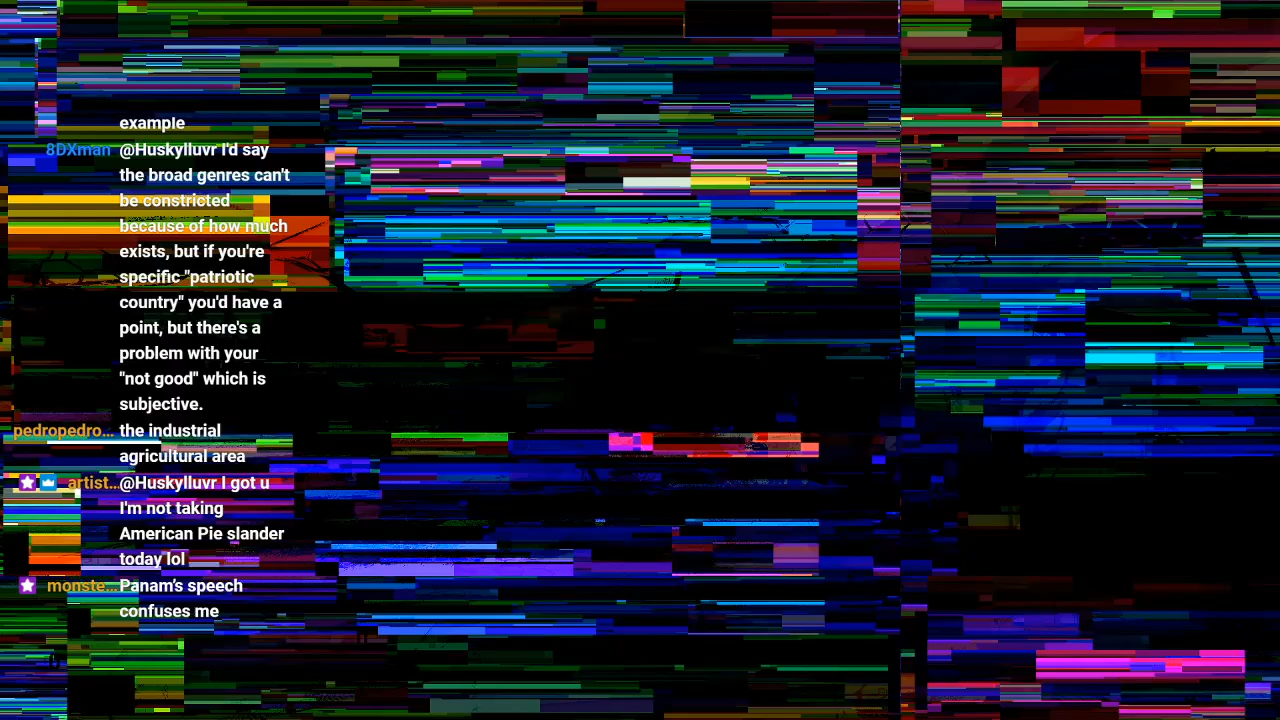 example
8DXman @Huskylluvr I'd say
the broad genres can't
be constricted
because of how much
exists, but if you're
specific "patriotic
country" you'd have a
point, but there's a
problem with your
"not good" which is
subjective.
pedropedro... the industrial
agricultural area
artist... @Huskylluvr I got u
I'm not taking
American Pie slander
today lol
monste... Panam's speech
confuses me